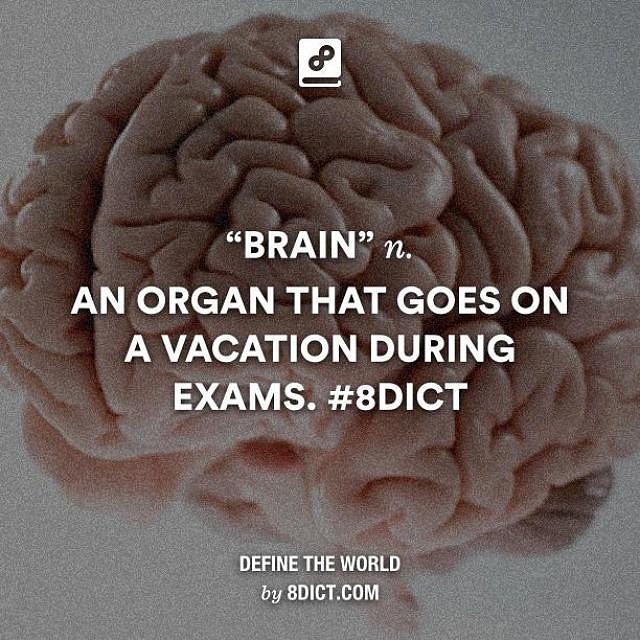 “BRAIN” n.
AN ORGAN THAT GOES ON
A VACATION DURING
EXAMS. #8DICT
DEFINE THE WORLD
by 8DICT.COM